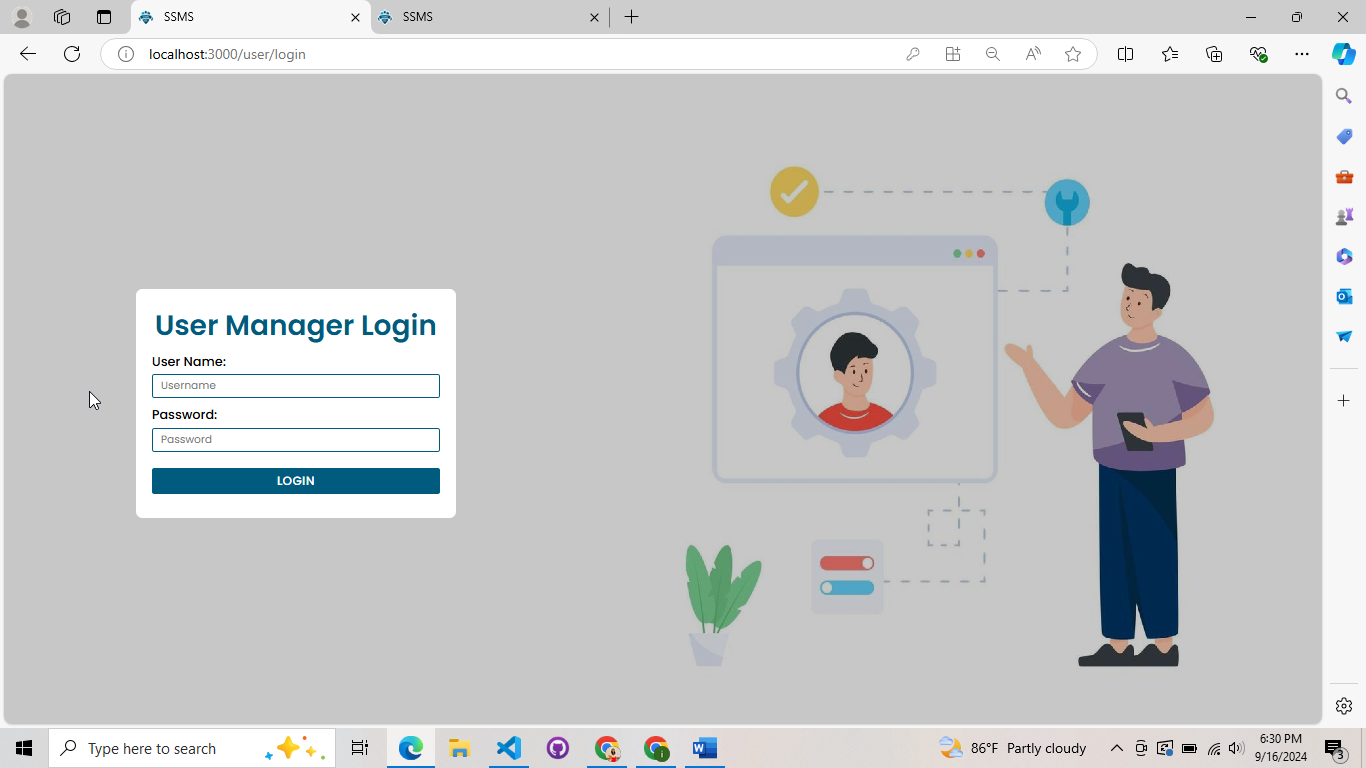 SSMS
SSMS
localhost:3000/user/login
User Manager Login
User Name:
Username
Password:
Password
LOGIN
Type here to search
86°F Partly cloudy
6:30 PM
9/16/2024
3